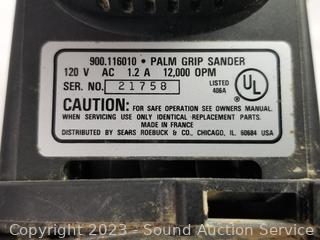 900.116010 • PALM GRIP SANDER
120 V AC 1.2 A 12,000 OPM
SER. NO. 21758
LISTED
406A
UL
CAUTION: FOR SAFE OPERATION SEE OWNERS MANUAL.
WHEN SERVICING USE ONLY IDENTICAL REPLACEMENT PARTS.
MADE IN FRANCE
DISTRIBUTED BY SEARS ROEBUCK & CO., CHICAGO, IL. 60684 USA
Copyright © 2023 - Sound Auction Service